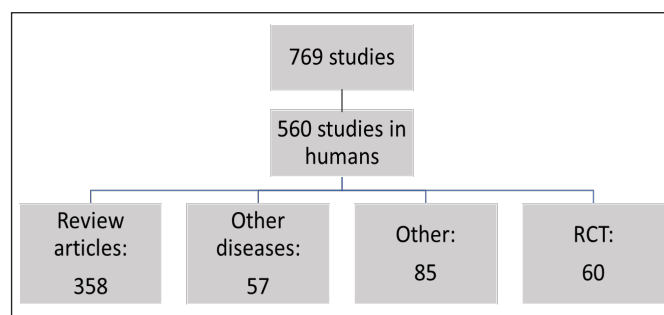 769 studies
560 studies in
humans
Review
articles:
358
Other
diseases:
57
Other:
85
RCT:
60